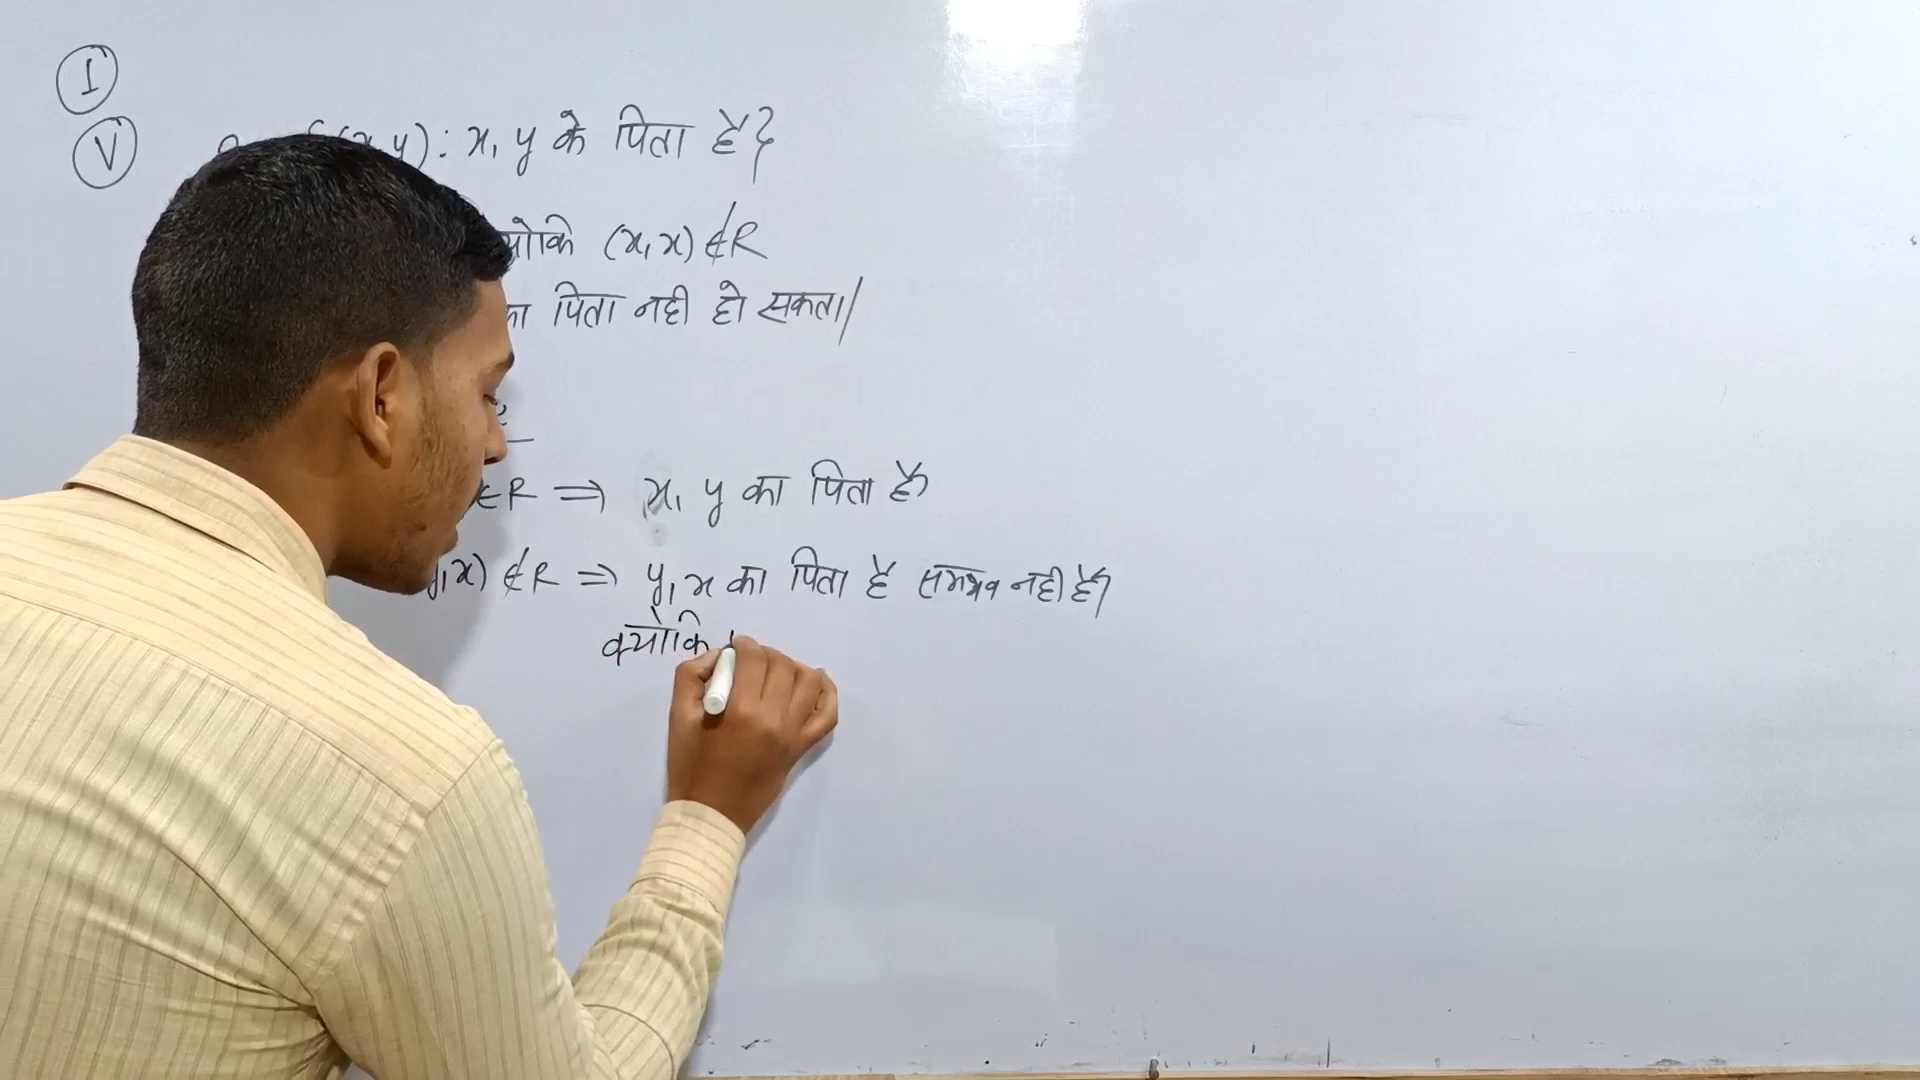 I
V
y) : x, y के पिता है}
(x, x) ∉ R
पिता नही हो सकता।
∈R ⇒ x, y का पिता है
x) ∉R ⇒ y, x का पिता है सम्भव नही है
क्योकि